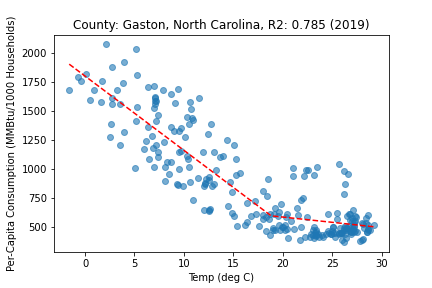 County: Gaston, North Carolina, R2: 0.785 (2019)
Per-Capita Consumption (MMBtu/1000 Households)
2000
1750
1500
1250
1000
750
500
0 5 10 15 20 25 30
Temp (deg C)